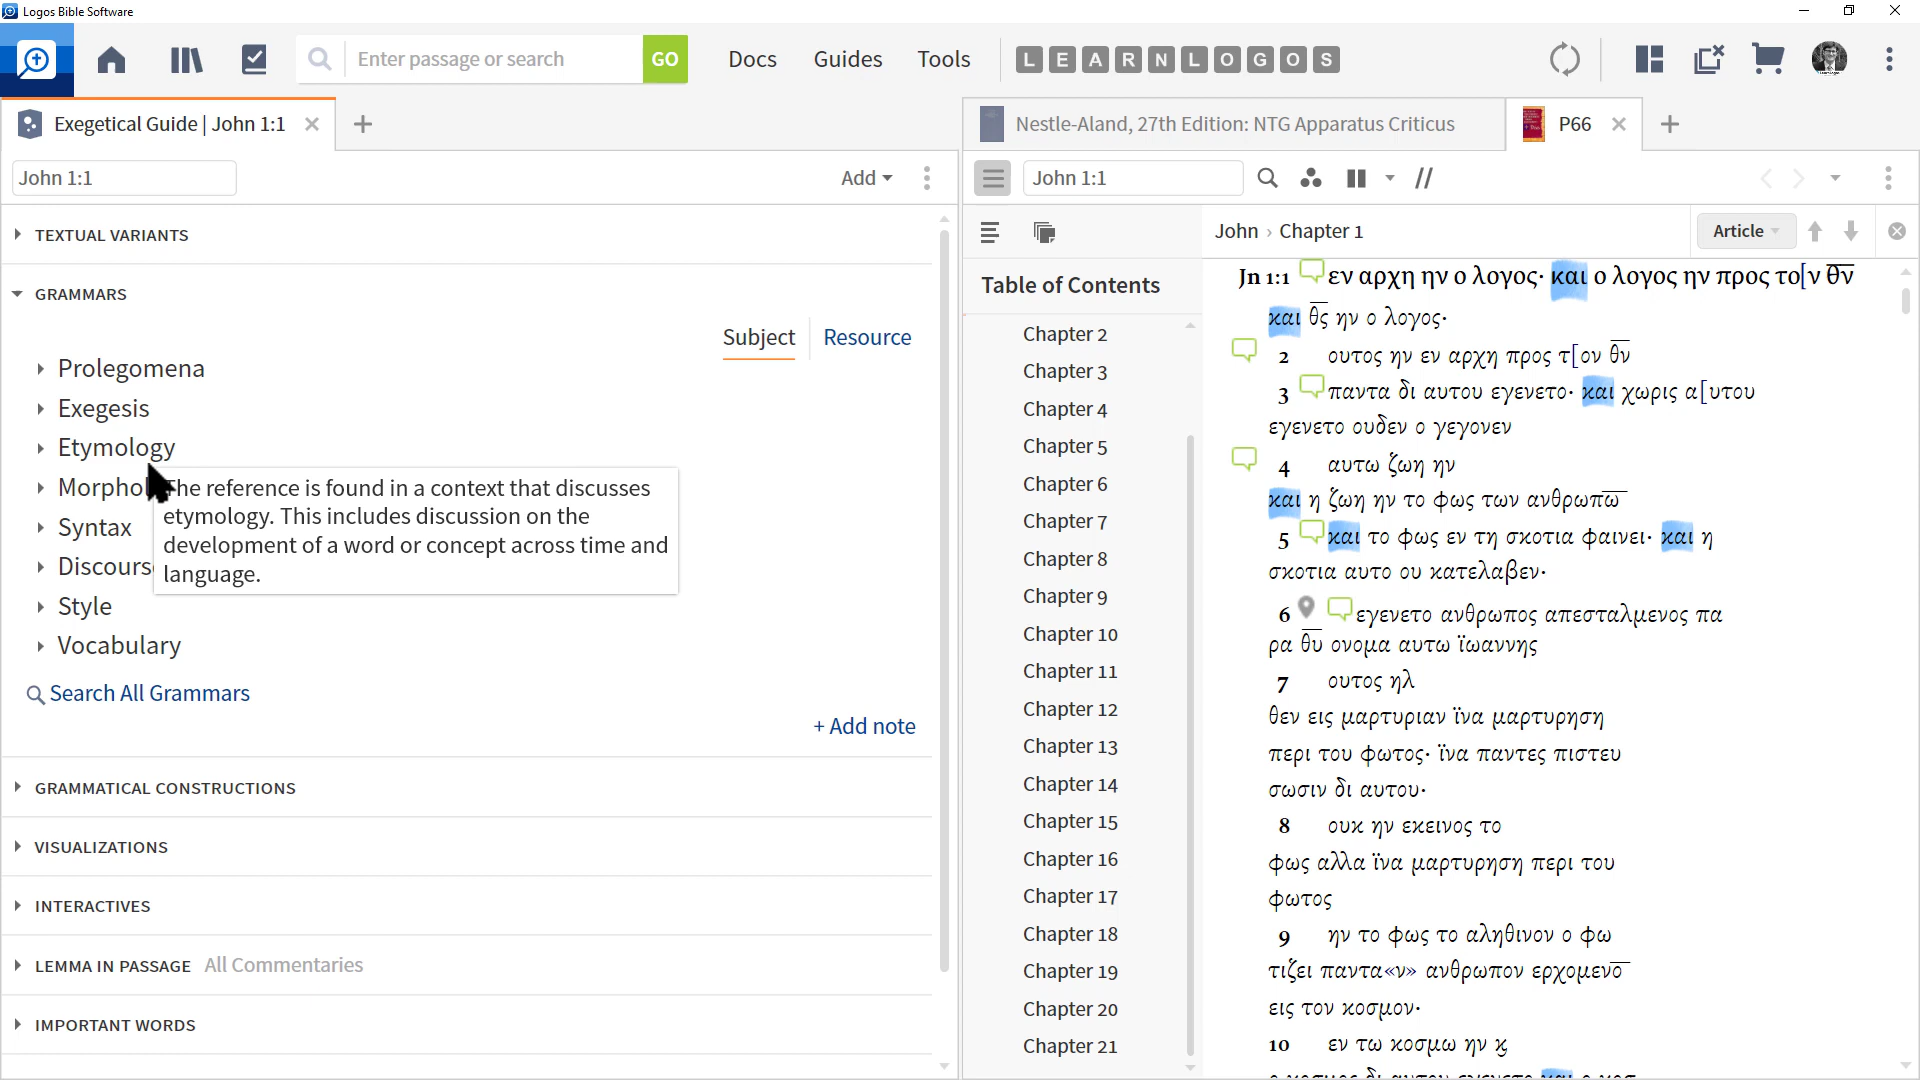 Logos Bible Software
Enter passage or search
GO
Docs
Guides
Tools
L E A R N L O G O S
Exegetical Guide | John 1:1
John 1:1
Add
TEXTUAL VARIANTS
GRAMMARS
Subject
Resource
Prolegomena
Exegesis
Etymology
Morphol
The reference is found in a context that discusses
etymology. This includes discussion on the
development of a word or concept across time and
language.
Syntax
Discours
Style
Vocabulary
Search All Grammars
+ Add note
GRAMMATICAL CONSTRUCTIONS
VISUALIZATIONS
INTERACTIVES
LEMMA IN PASSAGE All Commentaries
IMPORTANT WORDS
Nestle-Aland, 27th Edition: NTG Apparatus Criticus
P66
John 1:1
Table of Contents
Chapter 2
Chapter 3
Chapter 4
Chapter 5
Chapter 6
Chapter 7
Chapter 8
Chapter 9
Chapter 10
Chapter 11
Chapter 12
Chapter 13
Chapter 14
Chapter 15
Chapter 16
Chapter 17
Chapter 18
Chapter 19
Chapter 20
Chapter 21
John › Chapter 1
Article
Jn 1:1 εν αρχη ην ο λογος· και ο λογος ην προς το[ν θ̅ν̅
και θ̅ς̅ ην ο λογος·
2 ουτος ην εν αρχη προς τ[ον θ̅ν̅
3 παντα δι αυτου εγενετο· και χωρις α[υτου
εγενετο ουδεν ο γεγονεν
4 αυτω ζωη ην
και η ζωη ην το φως των ανθρωπω̅
5 και το φως εν τη σκοτια φαινει· και η
σκοτια αυτο ου κατελαβεν·
6 εγενετο ανθρωπος απεσταλμενος πα
ρα θ̅υ̅ ονομα αυτω ϊωαννης
7 ουτος ηλ
θεν εις μαρτυριαν ϊνα μαρτυρηση
περι του φωτος· ϊνα παντες πιστευ
σωσιν δι αυτου·
8 ουκ ην εκεινος το
φως αλλα ϊνα μαρτυρηση περι του
φωτος
9 ην το φως το αληθινον ο φω
τιζει παντα«ν» ανθρωπον ερχομενο̅
εις τον κοσμον·
10 εν τω κοσμω ην ϗ